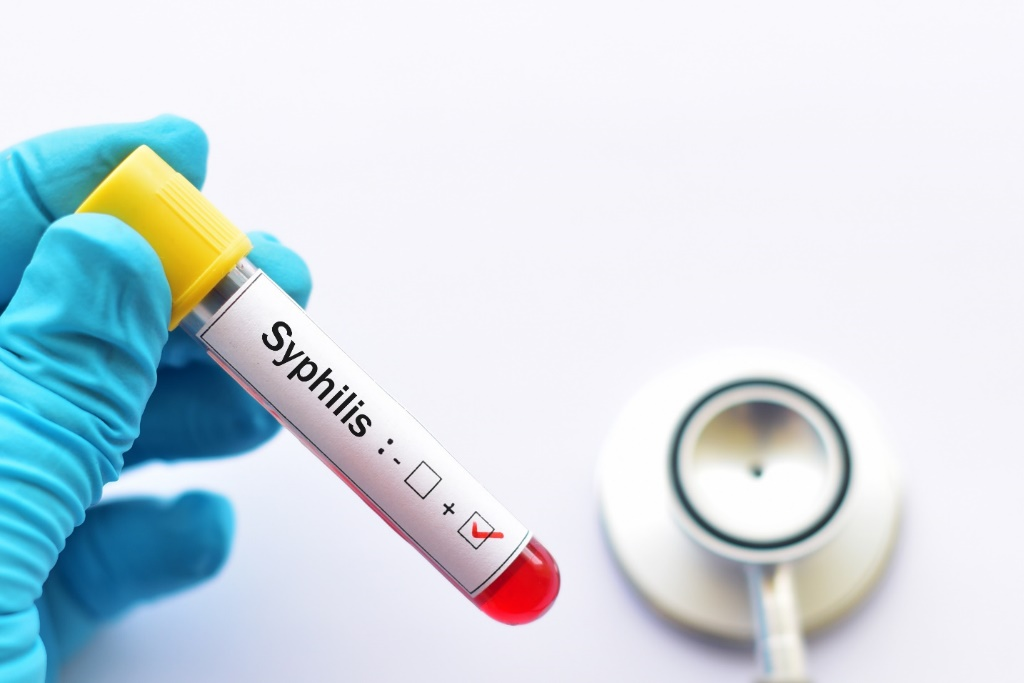 Syphilis : - ☐
+ ☑